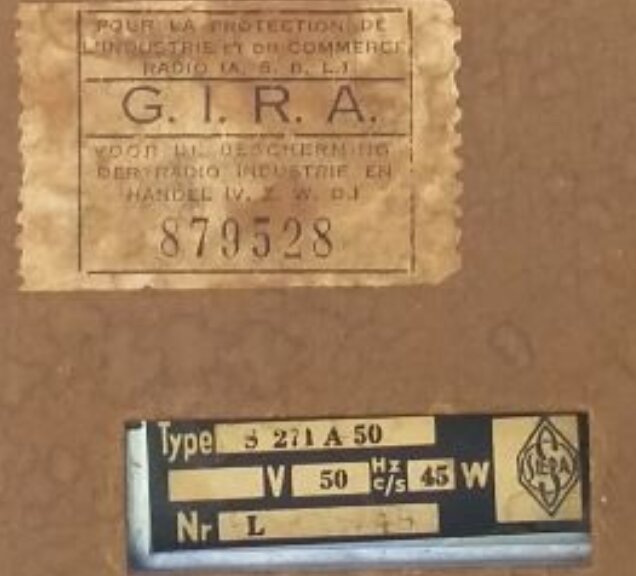 POUR LA PROTECTION DE
L'INDUSTRIE ET DU COMMERCE
RADIO (A. S. B. L.)
G. I. R. A.
VOOR DE BESCHERMING
DER RADIO INDUSTRIE EN
HANDEL (V. Z. W. D.)
879528
Type S 271 A 50
V 50 Hz c/s 45 W
SIERA
Nr L